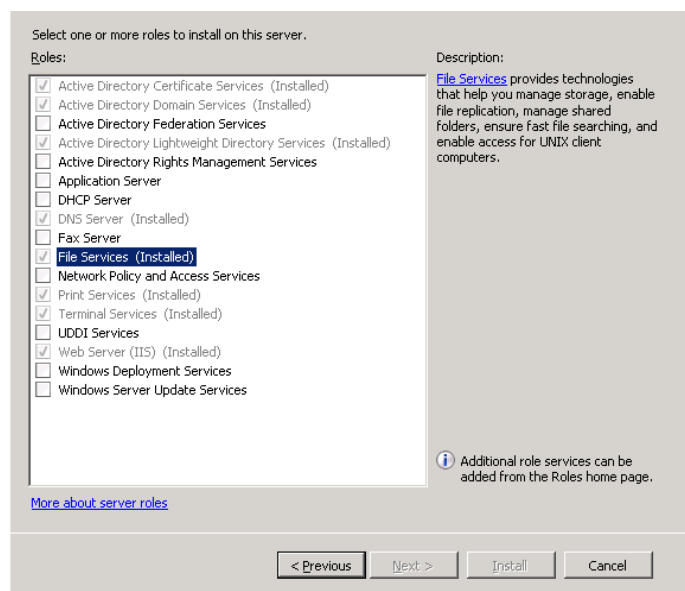 Select one or more roles to install on this server.
Roles:
Active Directory Certificate Services (Installed)
Active Directory Domain Services (Installed)
Active Directory Federation Services
Active Directory Lightweight Directory Services (Installed)
Active Directory Rights Management Services
Application Server
DHCP Server
DNS Server (Installed)
Fax Server
File Services (Installed)
Network Policy and Access Services
Print Services (Installed)
Terminal Services (Installed)
UDDI Services
Web Server (IIS) (Installed)
Windows Deployment Services
Windows Server Update Services
More about server roles
Description:
File Services provides technologies
that help you manage storage, enable
file replication, manage shared
folders, ensure fast file searching, and
enable access for UNIX client
computers.
Additional role services can be
added from the Roles home page.
< Previous
Next >
Install
Cancel